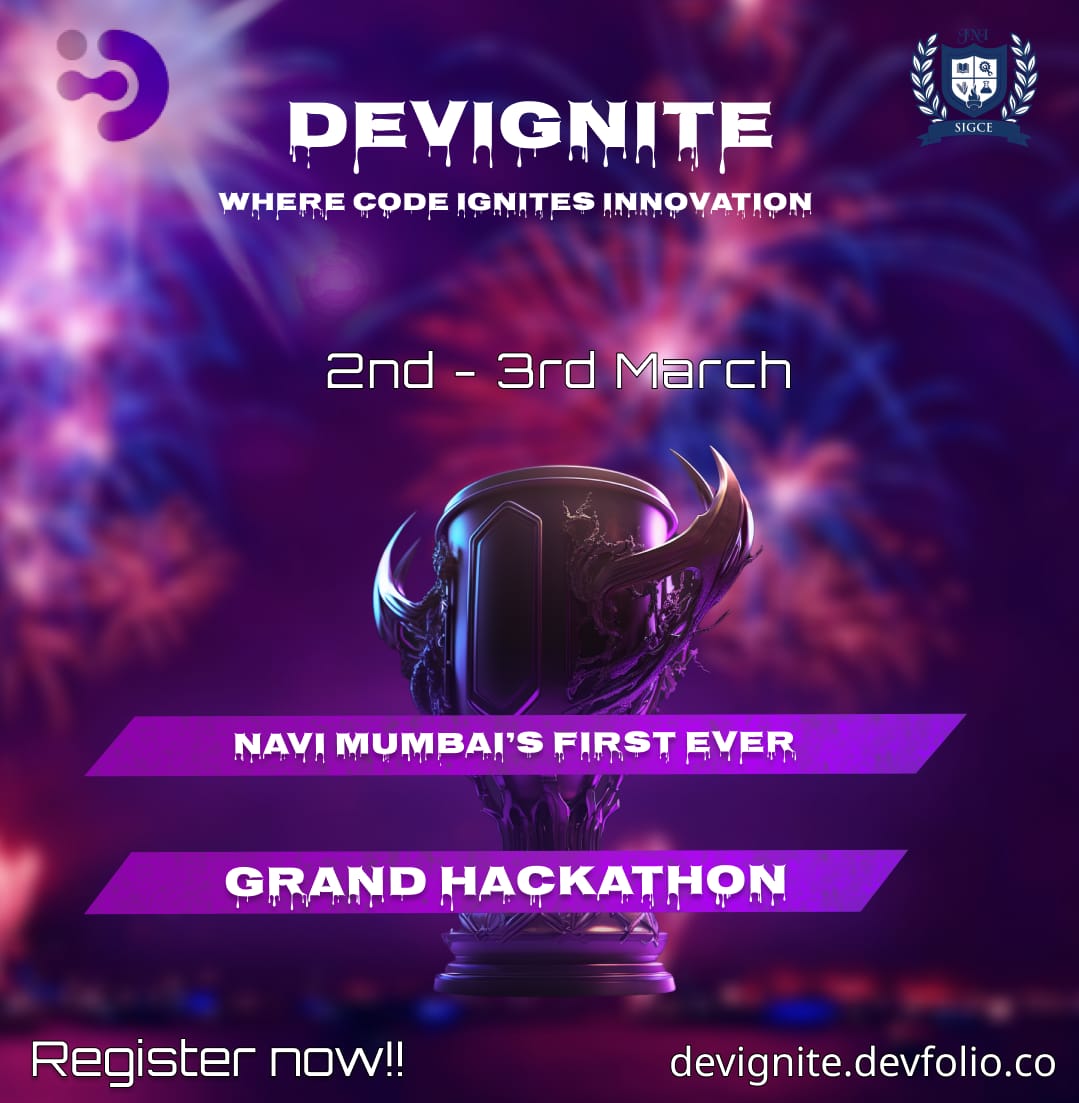 SIGCE
DEVIGNITE
WHERE CODE IGNITES INNOVATION
2nd - 3rd March
NAVI MUMBAI'S FIRST EVER
GRAND HACKATHON
Register now!!
devignite.devfolio.co